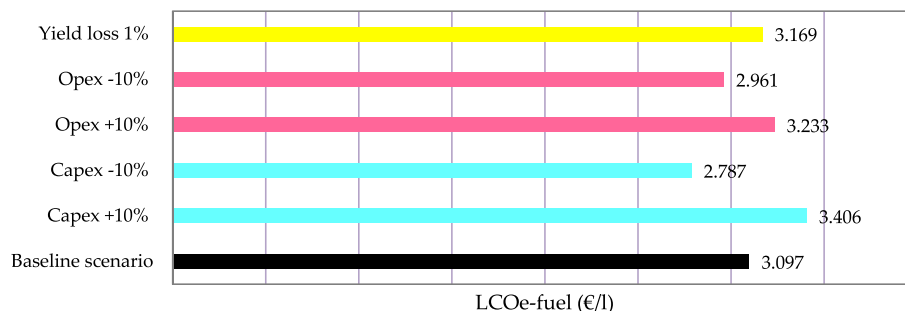 Yield loss 1% 3.169
Opex -10% 2.961
Opex +10% 3.233
Capex -10% 2.787
Capex +10% 3.406
Baseline scenario 3.097
LCOe-fuel (€/l)